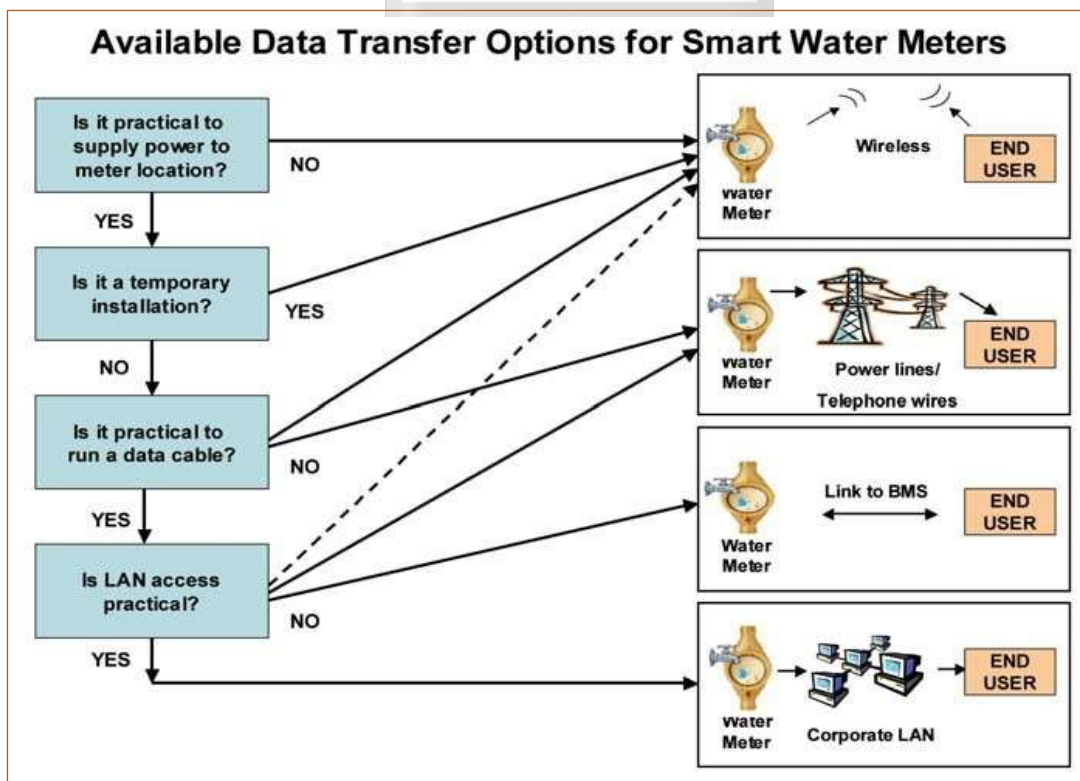 Available Data Transfer Options for Smart Water Meters
Is it practical to
supply power to
meter location?
NO
YES
Is it a temporary
installation?
YES
NO
Is it practical to
run a data cable?
NO
YES
Is LAN access
practical?
NO
YES
Wireless
Water
Meter
END
USER
Water
Meter
Power lines/
Telephone wires
END
USER
Water
Meter
Link to BMS
END
USER
Water
Meter
Corporate LAN
END
USER